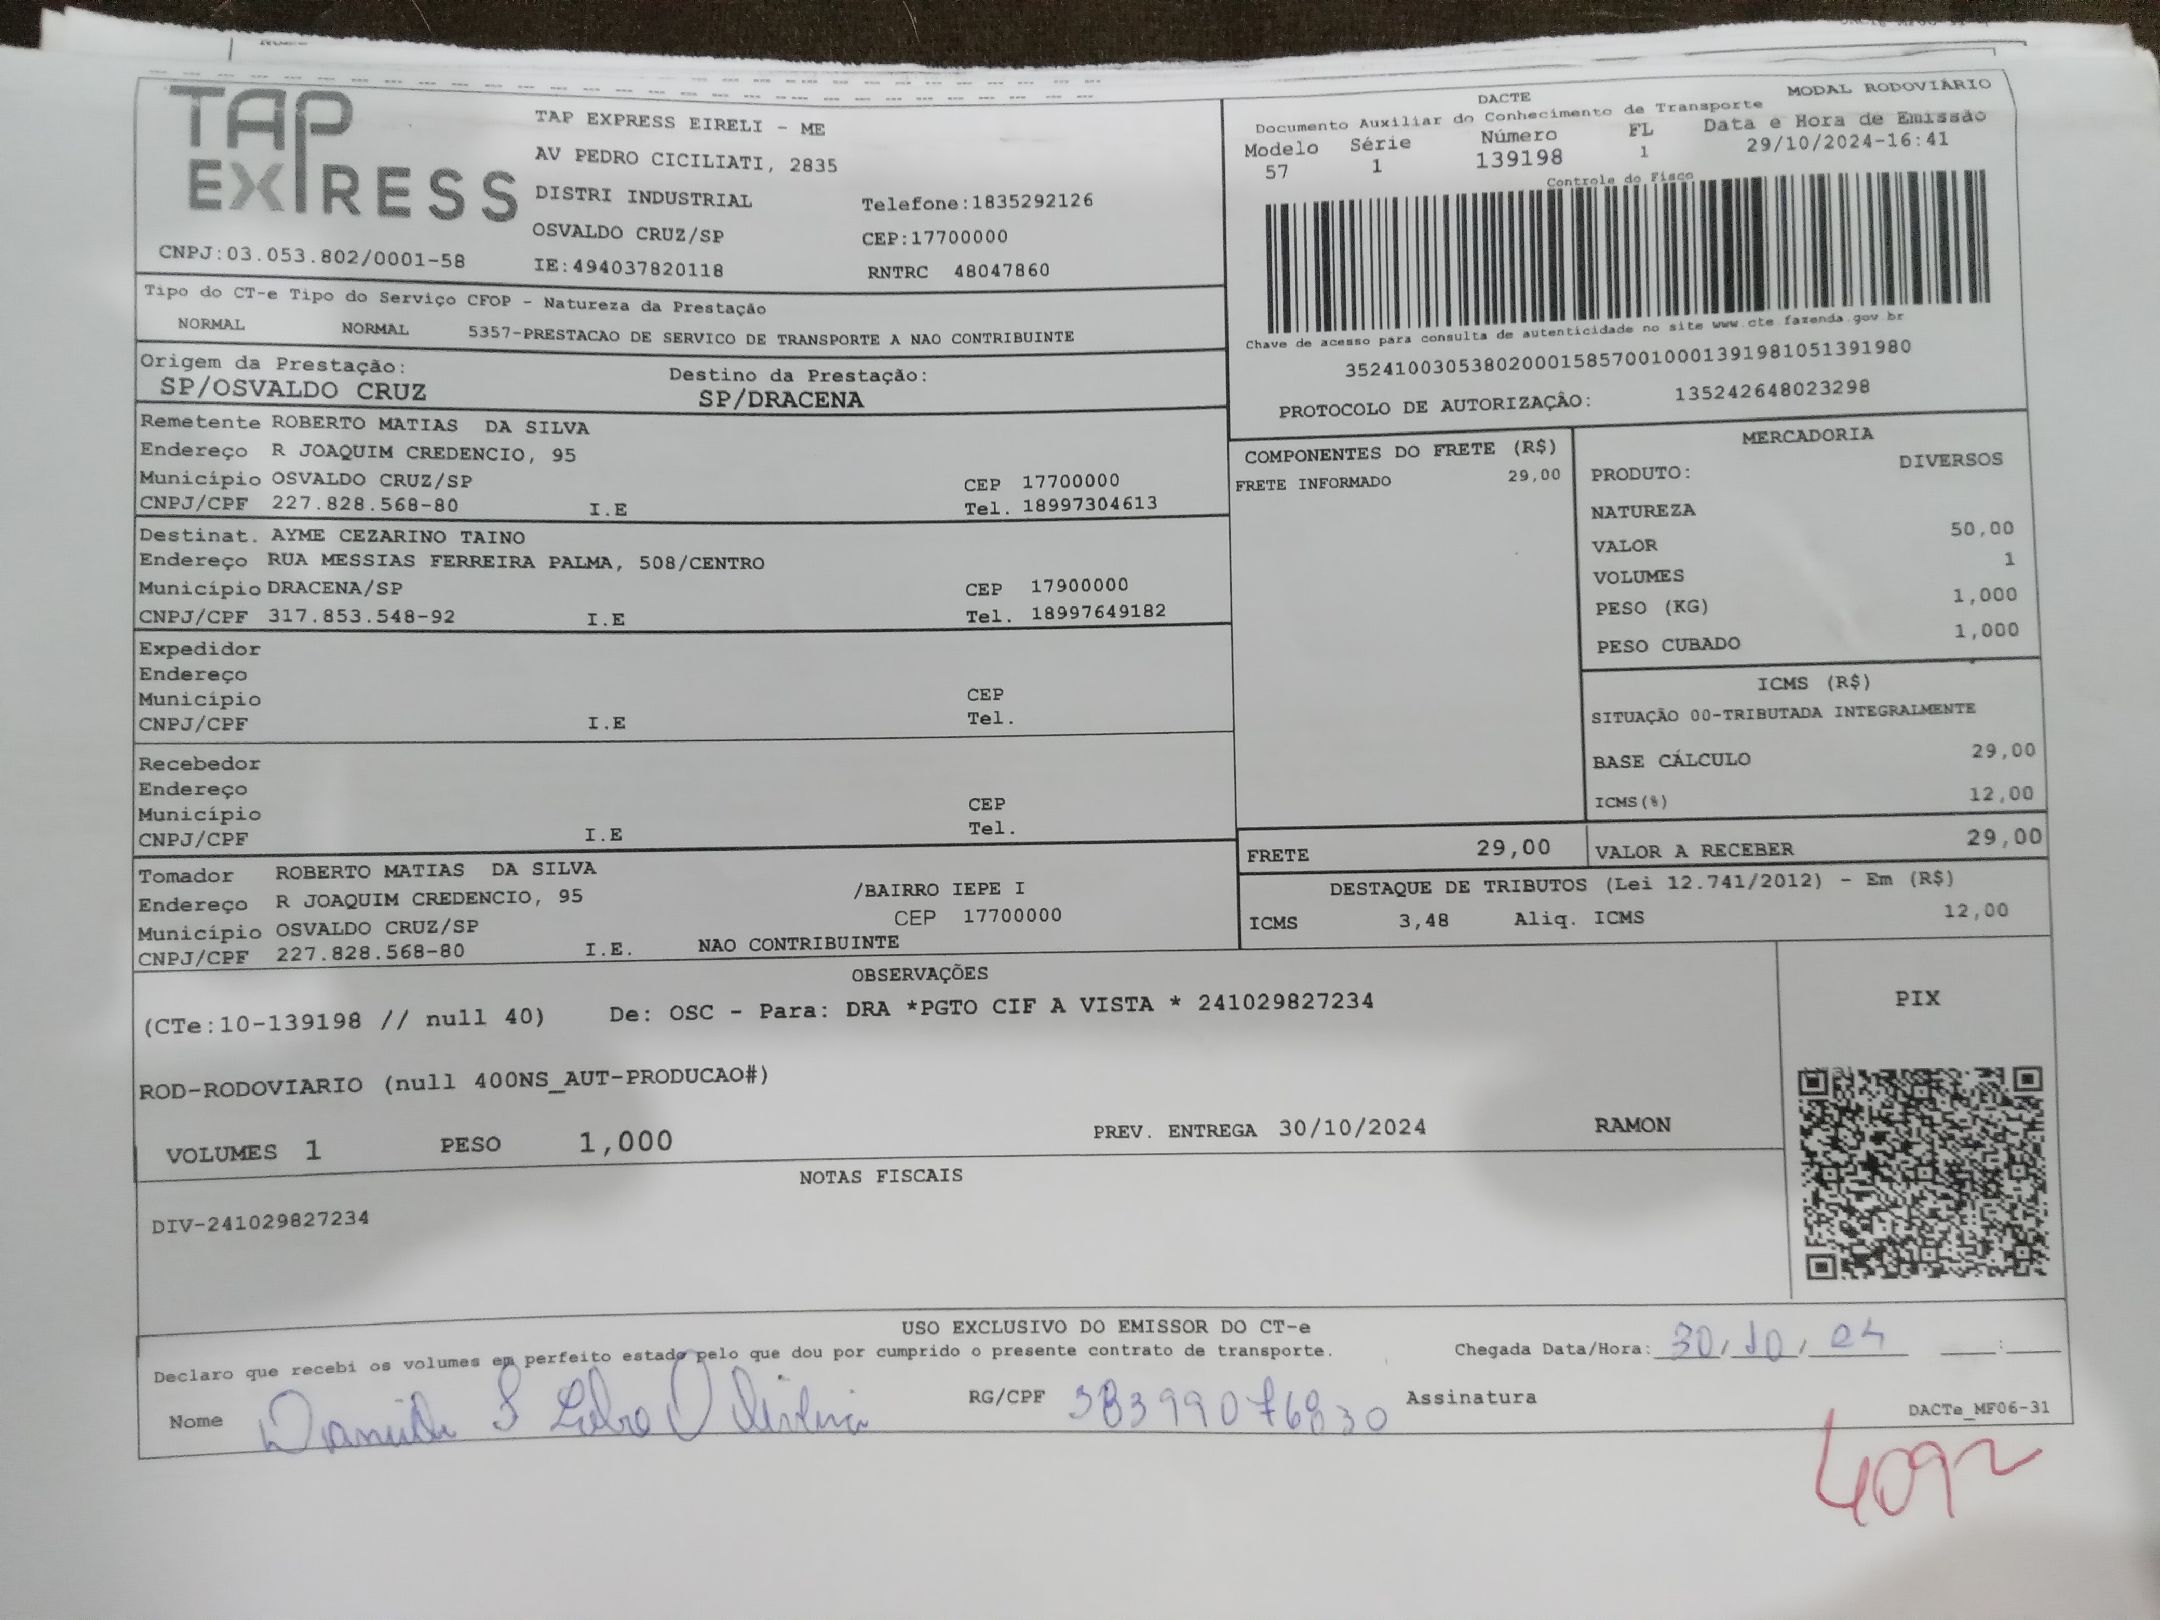 TAP EXPRESS
TAP EXPRESS EIRELI - ME
AV PEDRO CICILIATI, 2835
DISTRI INDUSTRIAL Telefone:1835292126
OSVALDO CRUZ/SP CEP:17700000
CNPJ:03.053.802/0001-58 IE:494037820118 RNTRC 48047860
DACTE MODAL RODOVIÁRIO
Documento Auxiliar do Conhecimento de Transporte
Modelo Série Número FL Data e Hora de Emissão
57 1 139198 1 29/10/2024-16:41
Controle do Fisco
Chave de acesso para consulta de autenticidade no site www.cte.fazenda.gov.br
35241003053802000158570010001391981051391980
PROTOCOLO DE AUTORIZAÇÃO: 135242648023298
Tipo do CT-e Tipo do Serviço CFOP - Natureza da Prestação
NORMAL NORMAL 5357-PRESTACAO DE SERVICO DE TRANSPORTE A NAO CONTRIBUINTE
Origem da Prestação: Destino da Prestação:
SP/OSVALDO CRUZ SP/DRACENA
Remetente ROBERTO MATIAS DA SILVA
Endereço R JOAQUIM CREDENCIO, 95
Município OSVALDO CRUZ/SP CEP 17700000
CNPJ/CPF 227.828.568-80 I.E Tel. 18997304613
Destinat. AYME CEZARINO TAINO
Endereço RUA MESSIAS FERREIRA PALMA, 508/CENTRO
Município DRACENA/SP CEP 17900000
CNPJ/CPF 317.853.548-92 I.E Tel. 18997649182
Expedidor
Endereço
Município CEP
CNPJ/CPF I.E Tel.
Recebedor
Endereço
Município CEP
CNPJ/CPF I.E Tel.
Tomador ROBERTO MATIAS DA SILVA
Endereço R JOAQUIM CREDENCIO, 95 /BAIRRO IEPE I
Município OSVALDO CRUZ/SP CEP 17700000
CNPJ/CPF 227.828.568-80 I.E. NAO CONTRIBUINTE
COMPONENTES DO FRETE (R$)
FRETE INFORMADO 29,00
MERCADORIA
PRODUTO: DIVERSOS
NATUREZA
VALOR 50,00
VOLUMES 1
PESO (KG) 1,000
PESO CUBADO 1,000
ICMS (R$)
SITUAÇÃO 00-TRIBUTADA INTEGRALMENTE
BASE CÁLCULO 29,00
ICMS(%) 12,00
FRETE 29,00 VALOR A RECEBER 29,00
DESTAQUE DE TRIBUTOS (Lei 12.741/2012) - Em (R$)
ICMS 3,48 Aliq. ICMS 12,00
OBSERVAÇÕES
(CTe:10-139198 // null 40) De: OSC - Para: DRA *PGTO CIF A VISTA * 241029827234
ROD-RODOVIARIO (null 400NS_AUT-PRODUCAO#)
VOLUMES 1 PESO 1,000 PREV. ENTREGA 30/10/2024 RAMON
PIX
NOTAS FISCAIS
DIV-241029827234
USO EXCLUSIVO DO EMISSOR DO CT-e
Declaro que recebi os volumes em perfeito estado pelo que dou por cumprido o presente contrato de transporte. Chegada Data/Hora: 30/10/24 :
Nome RG/CPF 38399076830 Assinatura
DACTe_MF06-31
4092